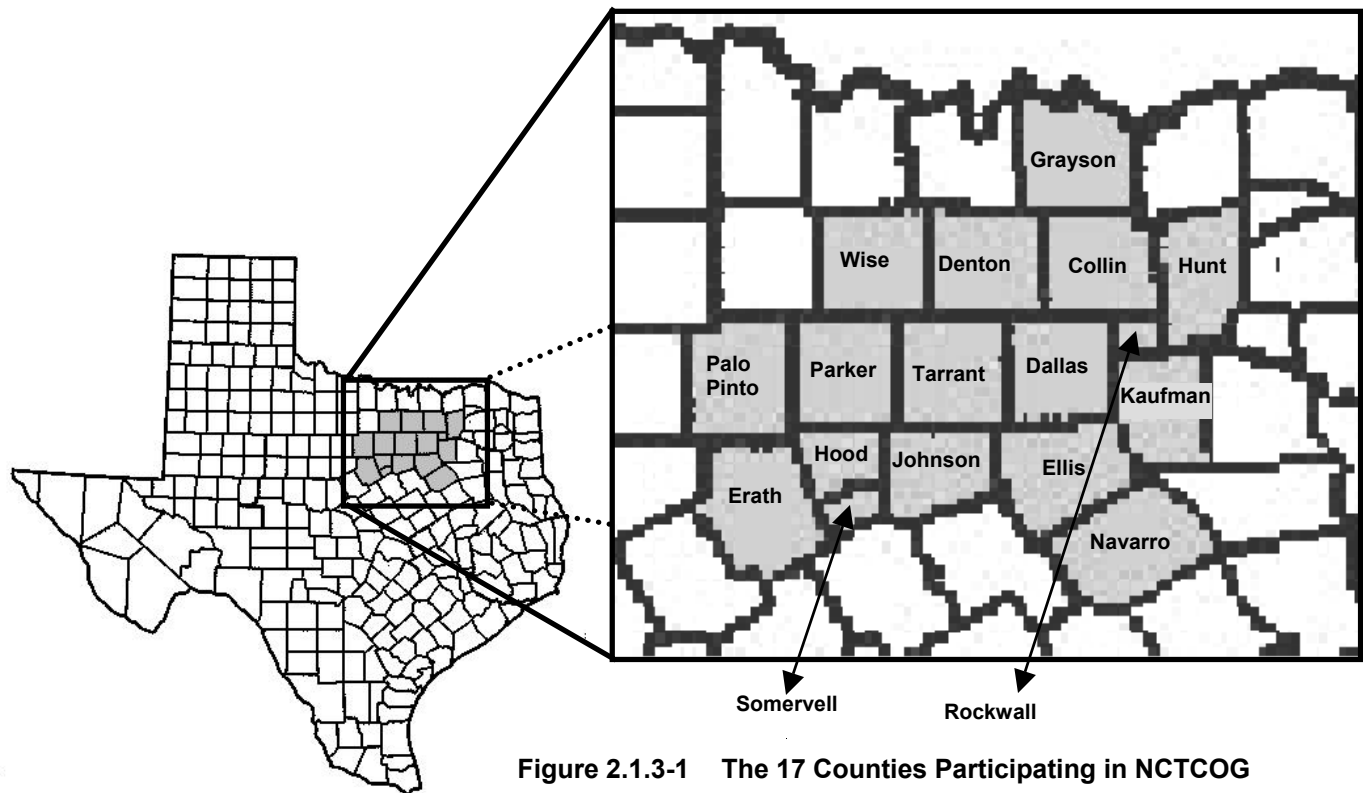 Grayson
Wise
Denton
Collin
Hunt
Palo
Pinto
Parker
Tarrant
Dallas
Kaufman
Hood
Johnson
Ellis
Erath
Navarro
Somervell
Rockwall
Figure 2.1.3-1 The 17 Counties Participating in NCTCOG